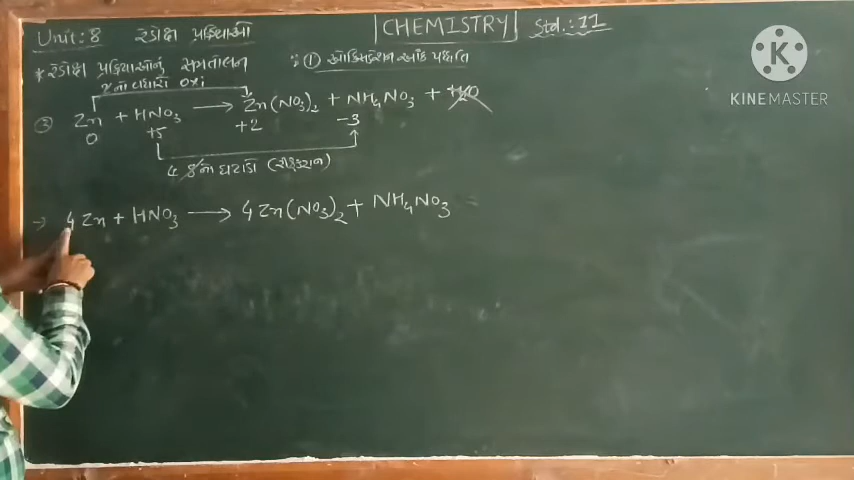 Unit : 8 રેડોક્ષ પ્રક્રિયાઓ | CHEMISTRY | Std. : 11
* રેડોક્ષ પ્રક્રિયાઓનું સમતોલન : ① ઓક્સિડેશન આંક પદ્ધતિ
નો વધારો oxi
② Zn + HNO₃ → Zn(NO₃)₂ + NH₄NO₃ + H₂O
0 +5 +2 -3
4 8 નો ઘટાડો (રીડક્શન)
→ 4 Zn + HNO₃ → 4 Zn(NO₃)₂ + NH₄NO₃
KINEMASTER